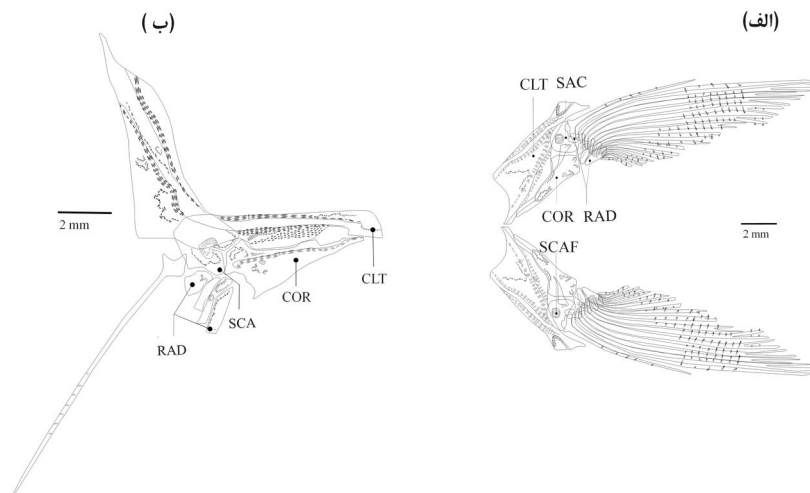 (الف)
CLT SAC
COR RAD
SCAF
2 mm
(ب)
2 mm
CLT
COR
SCA
RAD